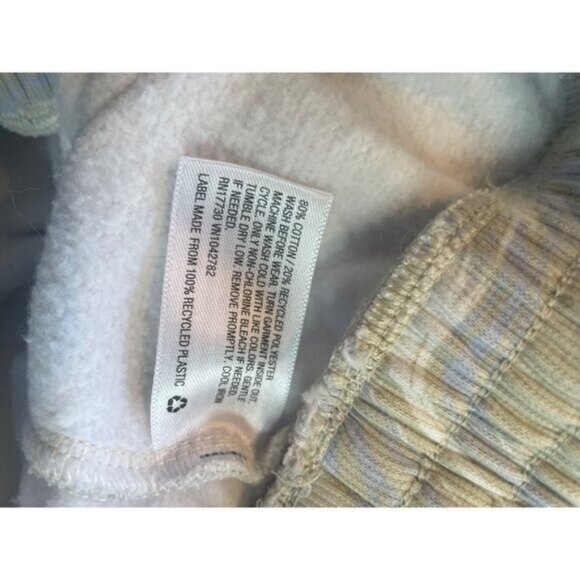 80% COTTON / 20% RECYCLED POLYESTER
WASH BEFORE WEAR. TURN GARMENT INSIDE OUT,
MACHINE WASH COLD WITH LIKE COLORS, GENTLE
CYCLE. ONLY NON-CHLORINE BLEACH IF NEEDED.
TUMBLE DRY LOW. REMOVE PROMPTLY. COOL IRON
IF NEEDED.
RN17730 VN1042782
LABEL MADE FROM 100% RECYCLED PLASTIC